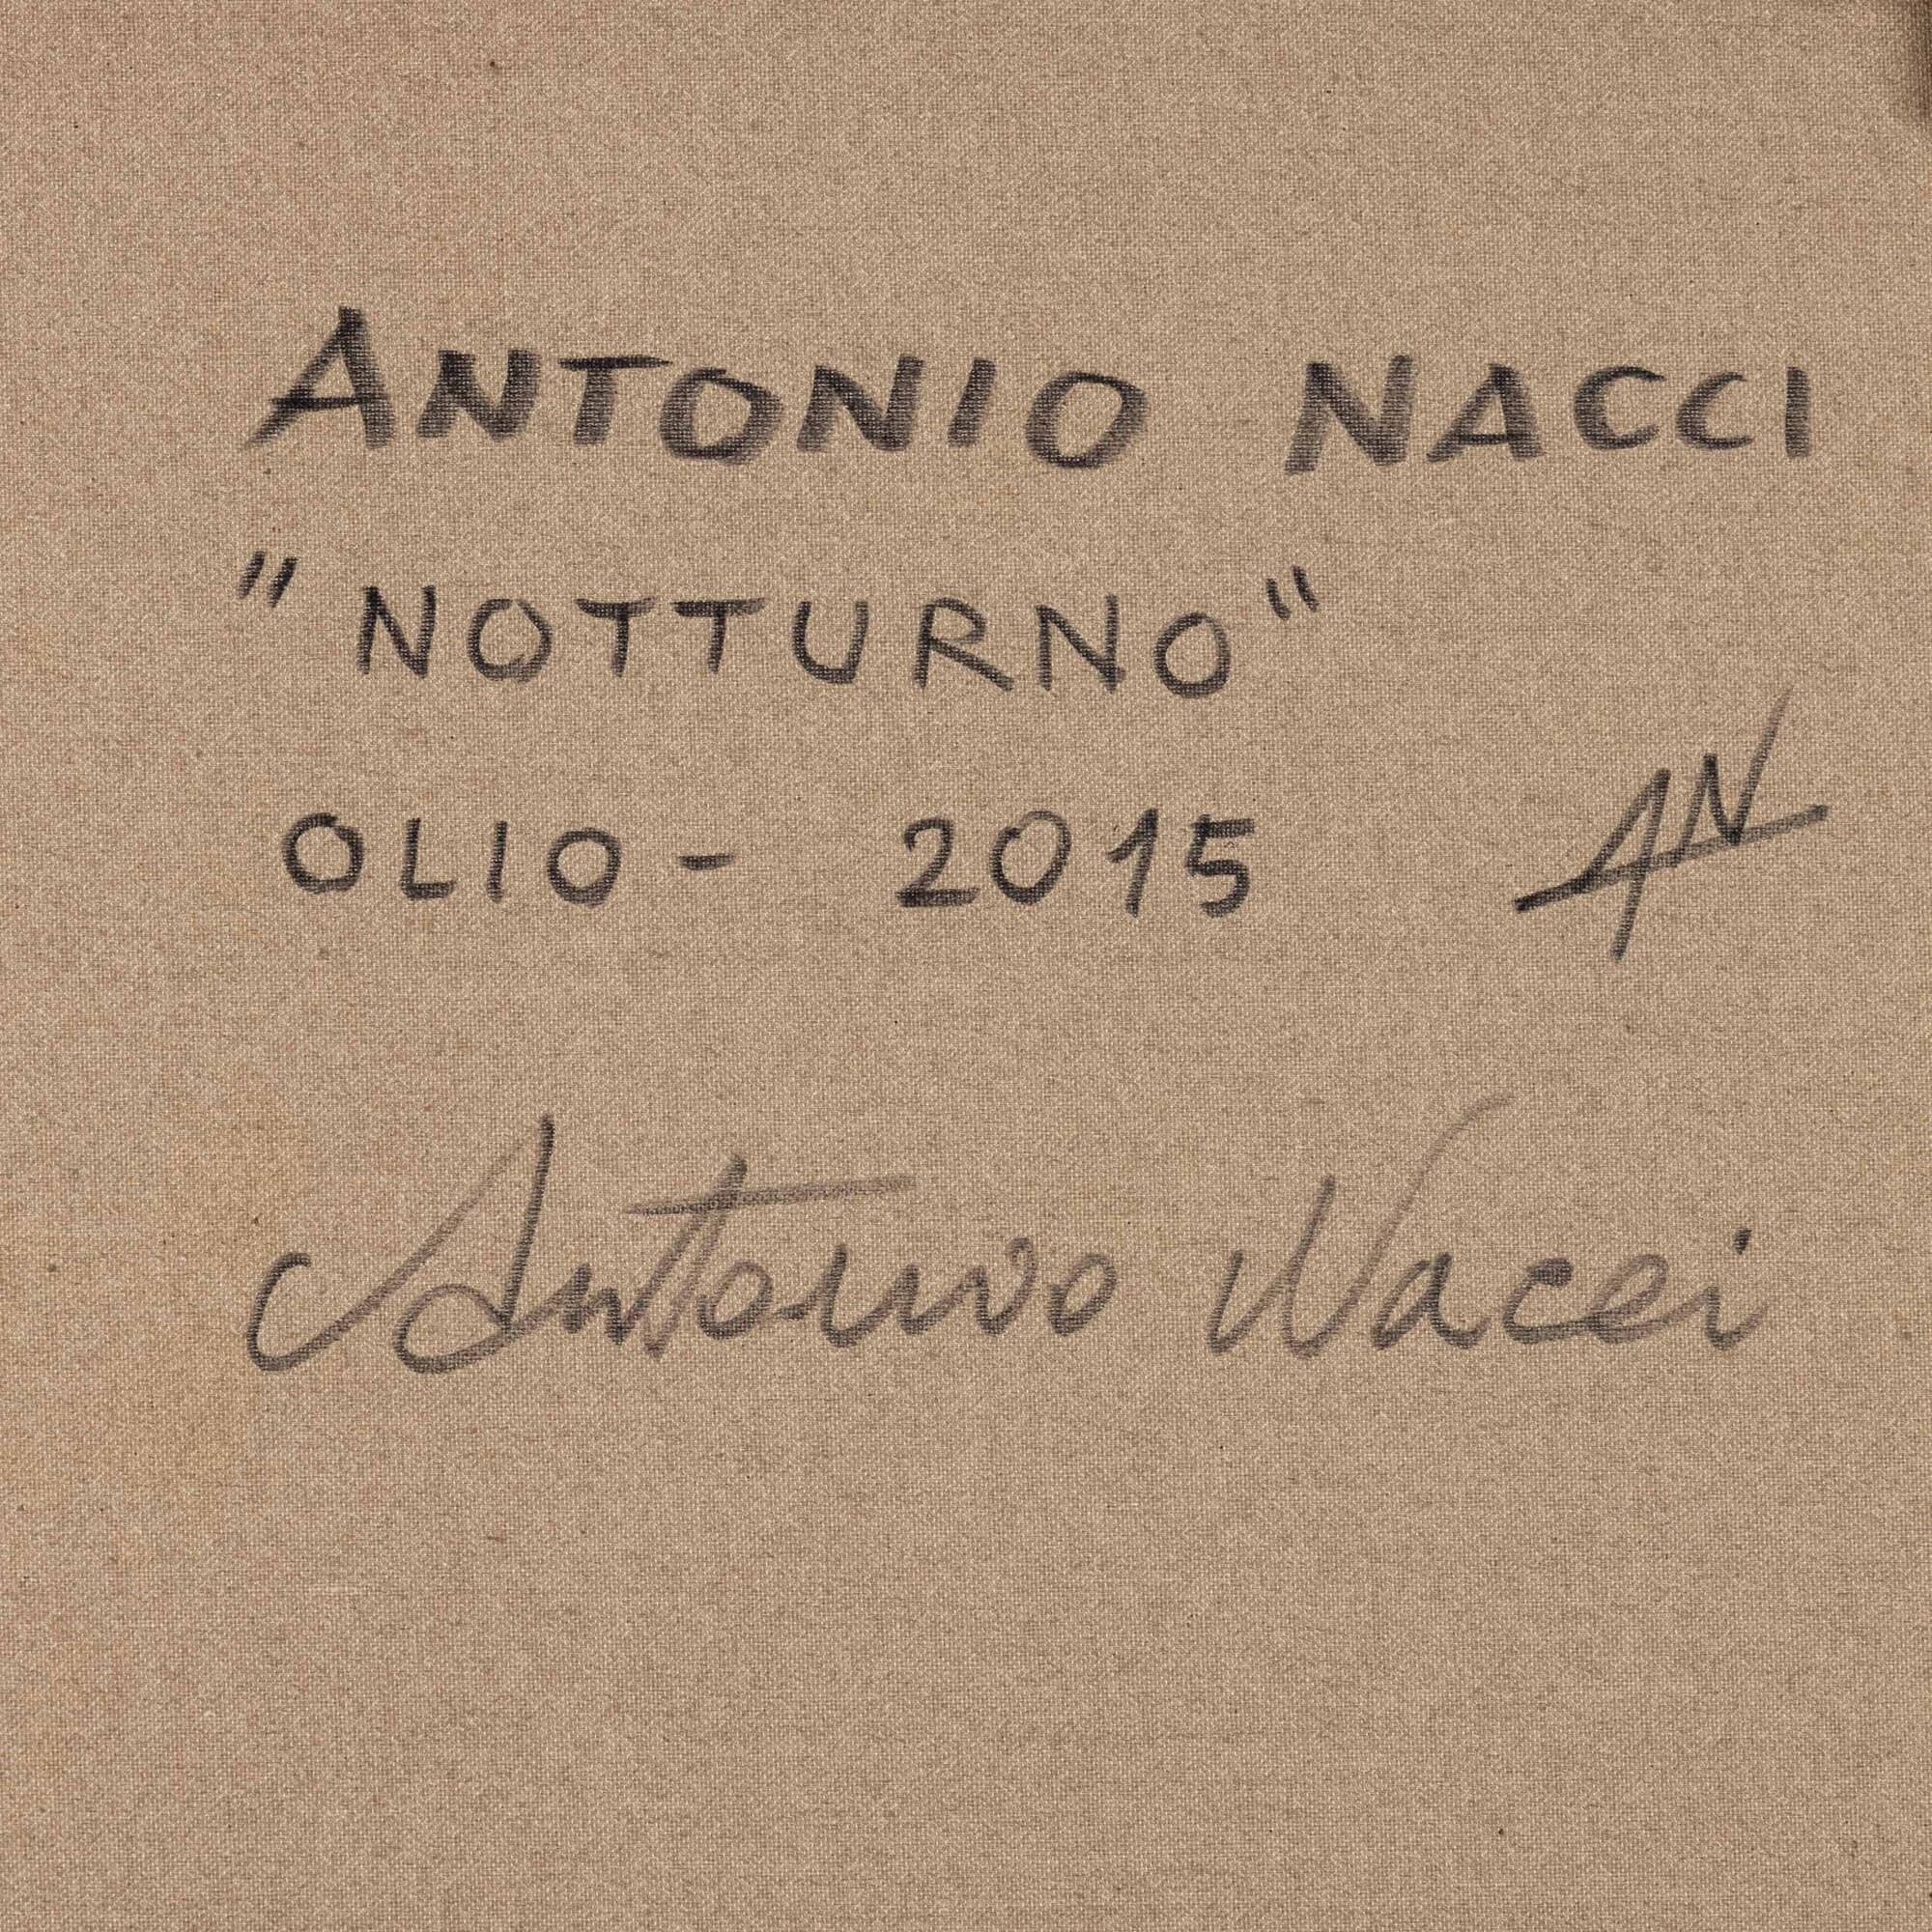 ANTONIO NACCI
"NOTTURNO"
OLIO - 2015 AN
Antonio Nacci